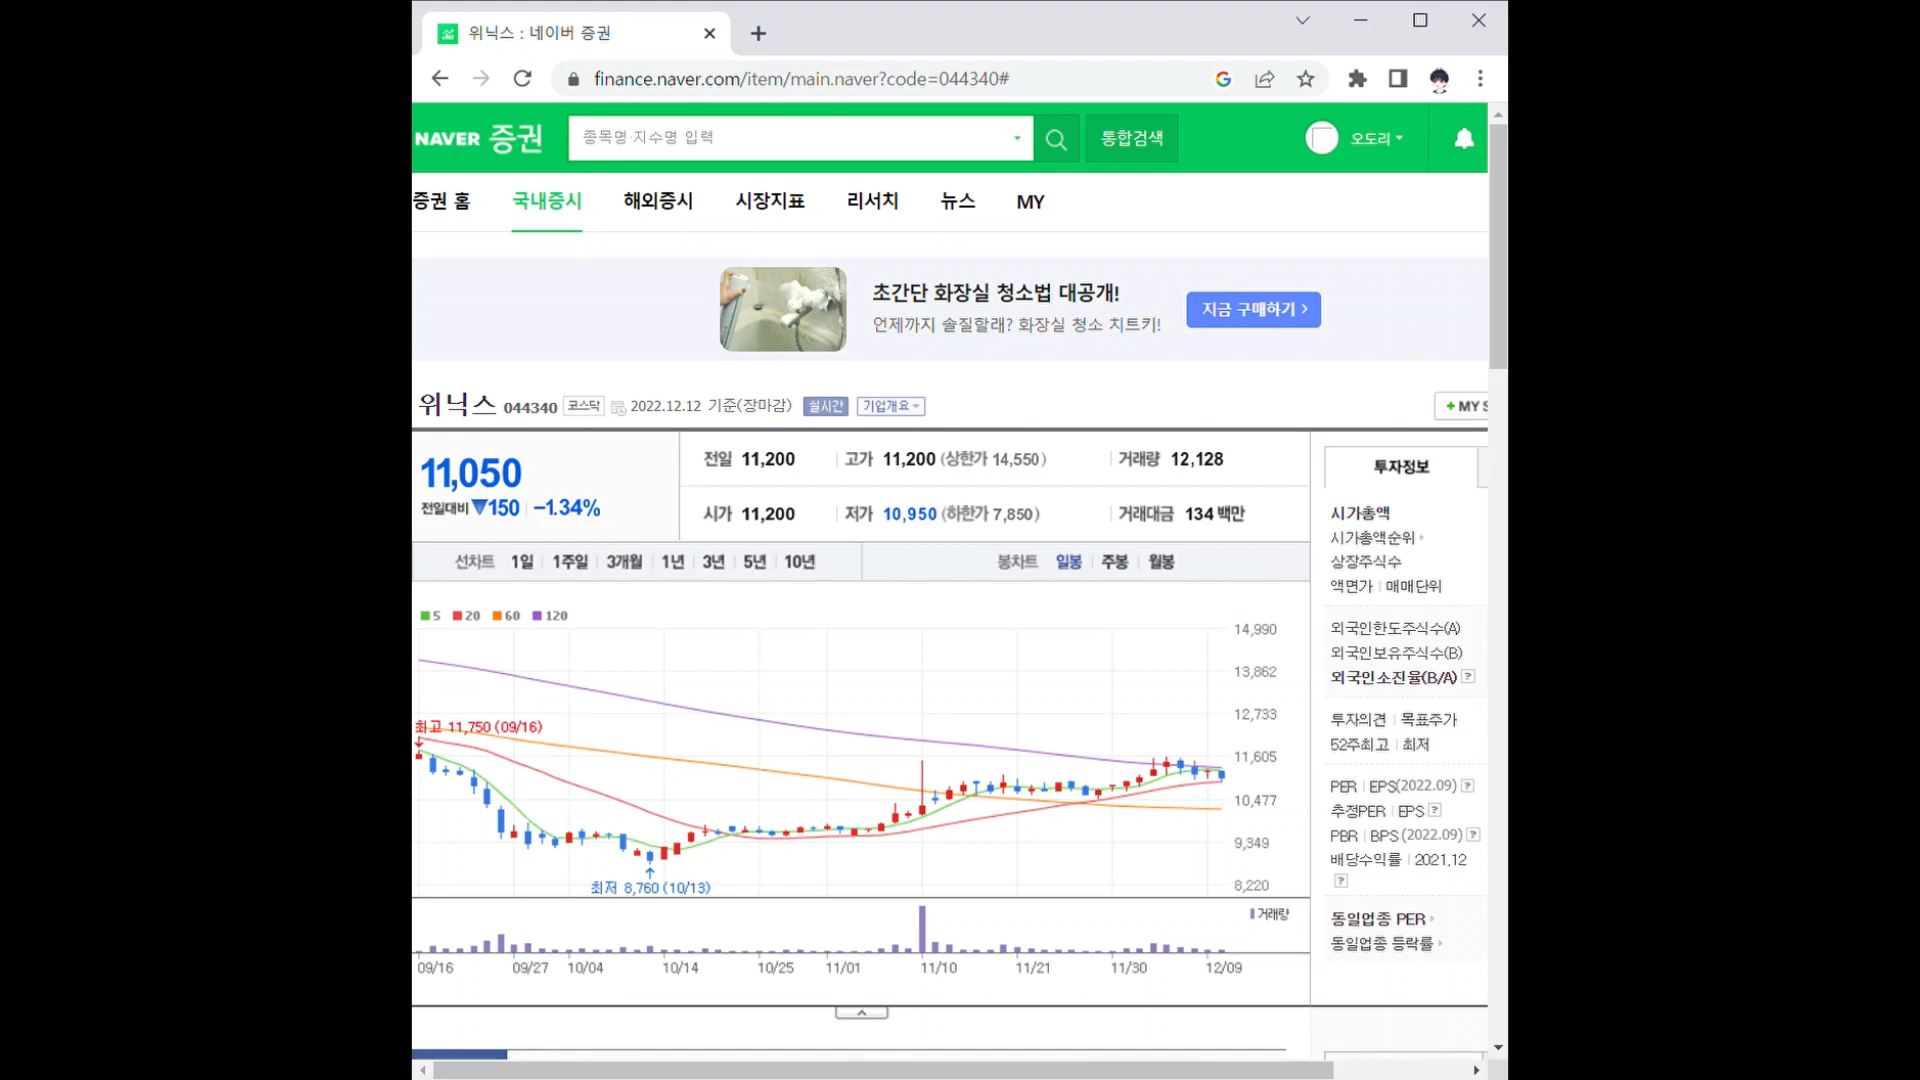 위닉스 : 네이버 증권
finance.naver.com/item/main.naver?code=044340#
NAVER 증권
종목명·지수명 입력
통합검색
오도리
증권 홈 국내증시 해외증시 시장지표 리서치 뉴스 MY
초간단 화장실 청소법 대공개!
언제까지 솔질할래? 화장실 청소 치트키!
지금 구매하기
위닉스 044340 코스닥 2022.12.12 기준(장마감) 실시간 기업개요
+ MY S
11,050
전일대비 ▼150 -1.34%
전일 11,200 고가 11,200 (상한가 14,550) 거래량 12,128
시가 11,200 저가 10,950 (하한가 7,850) 거래대금 134 백만
선차트 1일 1주일 3개월 1년 3년 5년 10년 봉차트 일봉 주봉 월봉
5 20 60 120
14,990
13,862
12,733
11,605
10,477
9,349
8,220
최고 11,750 (09/16)
최저 8,760 (10/13)
거래량
09/16 09/27 10/04 10/14 10/25 11/01 11/10 11/21 11/30 12/09
투자정보
시가총액
시가총액순위
상장주식수
액면가 매매단위
외국인한도주식수(A)
외국인보유주식수(B)
외국인소진율(B/A) ?
투자의견 목표주가
52주최고 최저
PER EPS(2022.09) ?
추정PER EPS ?
PBR BPS (2022.09) ?
배당수익률 2021.12
?
동일업종 PER
동일업종 등락률